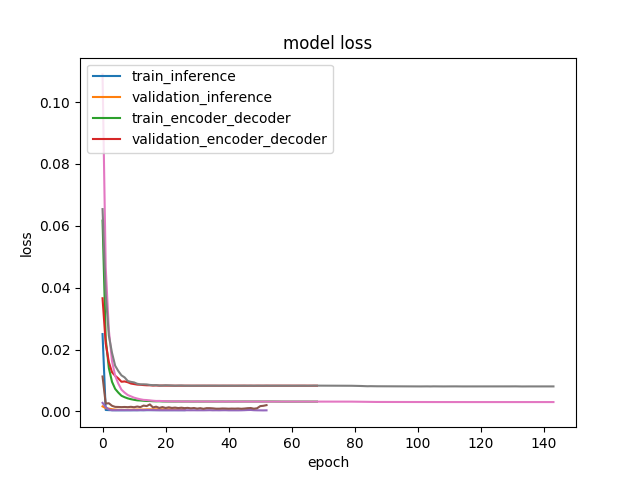 model loss
train_inference
validation_inference
train_encoder_decoder
validation_encoder_decoder
0.10
0.08
0.06
0.04
0.02
0.00
loss
0 20 40 60 80 100 120 140
epoch